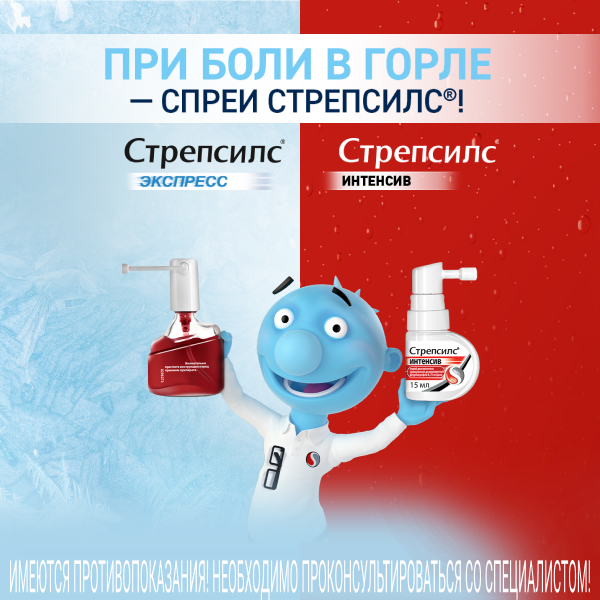 ПРИ БОЛИ В ГОРЛЕ
— СПРЕИ СТРЕПСИЛС®!
Стрепсилс®
ЭКСПРЕСС
Стрепсилс®
ИНТЕНСИВ
Стрепсилс®
ИНТЕНСИВ
15 мл
ИМЕЮТСЯ ПРОТИВОПОКАЗАНИЯ! НЕОБХОДИМО ПРОКОНСУЛЬТИРОВАТЬСЯ СО СПЕЦИАЛИСТОМ!